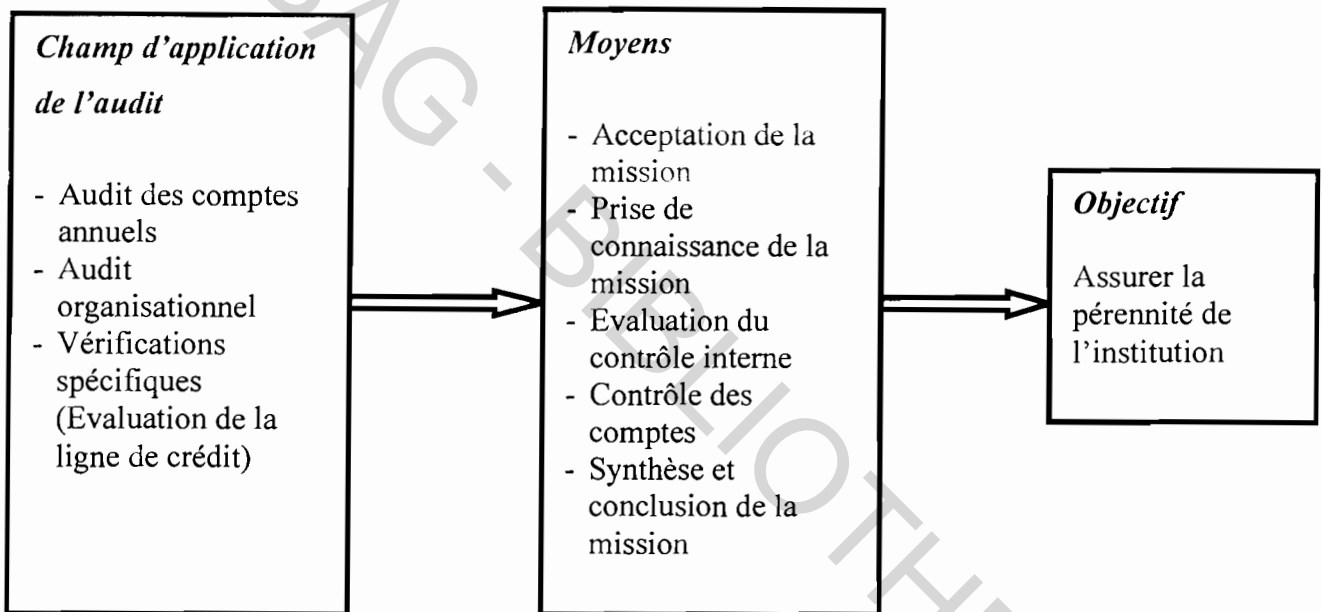 Champ d'application
de l'audit
- Audit des comptes
annuels
- Audit
organisationnel
- Vérifications
spécifiques
(Evaluation de la
ligne de crédit)
Moyens
- Acceptation de la
mission
- Prise de
connaissance de la
mission
- Evaluation du
contrôle interne
- Contrôle des
comptes
- Synthèse et
conclusion de la
mission
Objectif
Assurer la
pérennité de
l'institution
SAG - BIBLIOTH